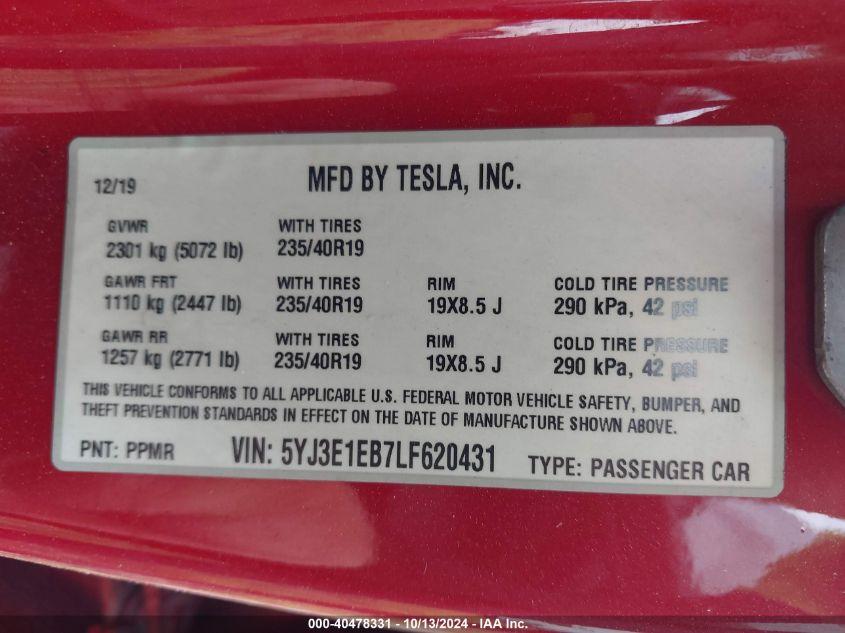 12/19 MFD BY TESLA, INC.
GVWR WITH TIRES
2301 kg (5072 lb) 235/40R19
GAWR FRT WITH TIRES RIM COLD TIRE PRESSURE
1110 kg (2447 lb) 235/40R19 19X8.5 J 290 kPa, 42 psi
GAWR RR WITH TIRES RIM COLD TIRE PRESSURE
1257 kg (2771 lb) 235/40R19 19X8.5 J 290 kPa, 42 psi
THIS VEHICLE CONFORMS TO ALL APPLICABLE U.S. FEDERAL MOTOR VEHICLE SAFETY, BUMPER, AND
THEFT PREVENTION STANDARDS IN EFFECT ON THE DATE OF MANUFACTURE SHOWN ABOVE.
PNT: PPMR VIN: 5YJ3E1EB7LF620431 TYPE: PASSENGER CAR
000-40478331 - 10/13/2024 - IAA Inc.